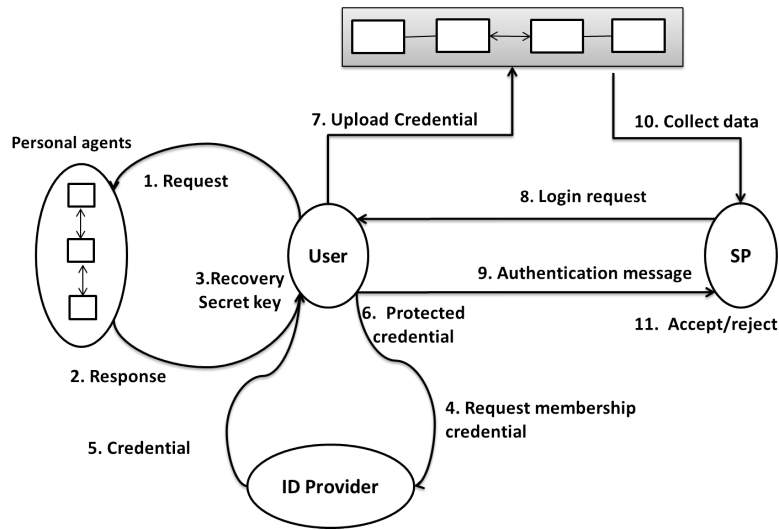 7. Upload Credential
10. Collect data
Personal agents
1. Request
8. Login request
User
SP
3.Recovery
Secret key
9. Authentication message
6. Protected
credential
11. Accept/reject
2. Response
4. Request membership
credential
5. Credential
ID Provider